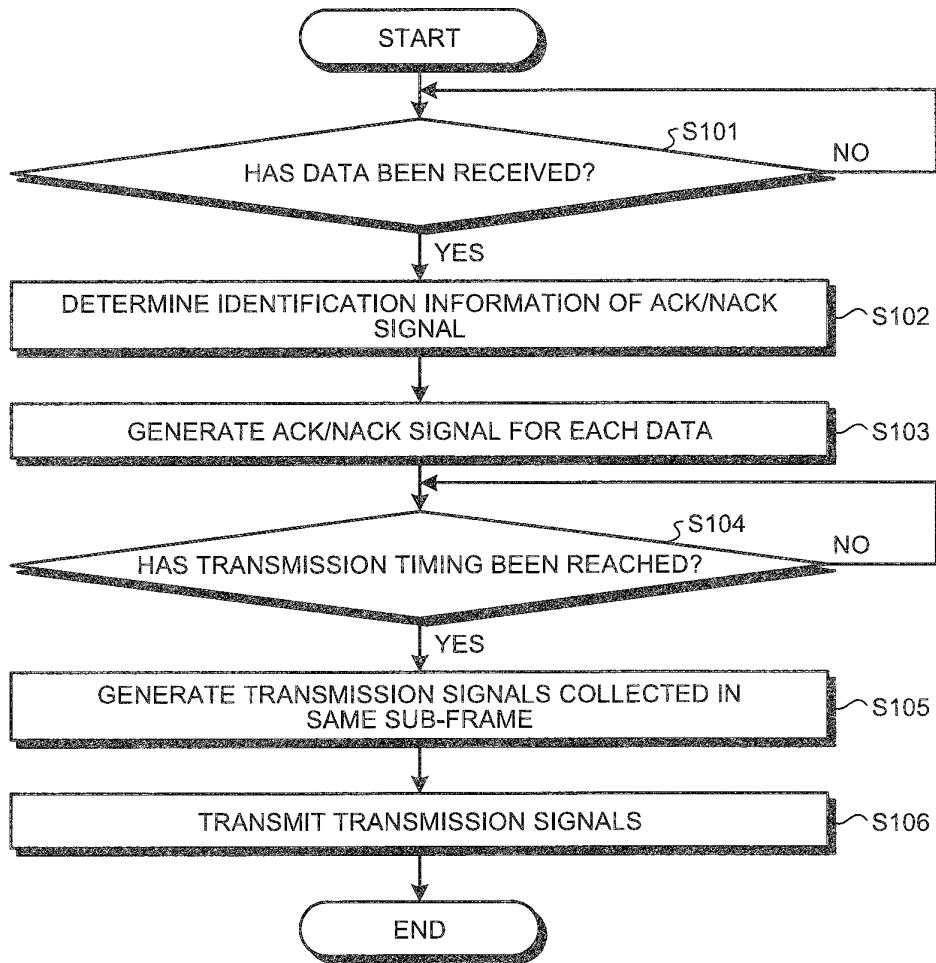 START
S101
HAS DATA BEEN RECEIVED?
NO
YES
DETERMINE IDENTIFICATION INFORMATION OF ACK/NACK
SIGNAL
S102
GENERATE ACK/NACK SIGNAL FOR EACH DATA
S103
S104
HAS TRANSMISSION TIMING BEEN REACHED?
NO
YES
GENERATE TRANSMISSION SIGNALS COLLECTED IN
SAME SUB-FRAME
S105
TRANSMIT TRANSMISSION SIGNALS
S106
END